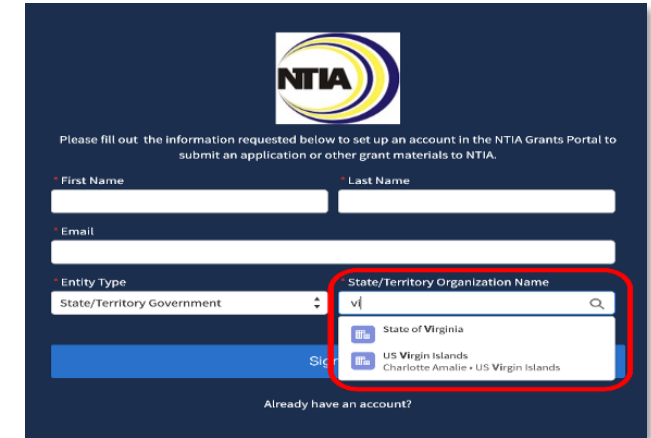 NTIA
Please fill out the information requested below to set up an account in the NTIA Grants Portal to
submit an application or other grant materials to NTIA.
* First Name
* Last Name
* Email
* Entity Type
* State/Territory Organization Name
State/Territory Government
vi
State of Virginia
Sig
US Virgin Islands
Charlotte Amalie • US Virgin Islands
Already have an account?